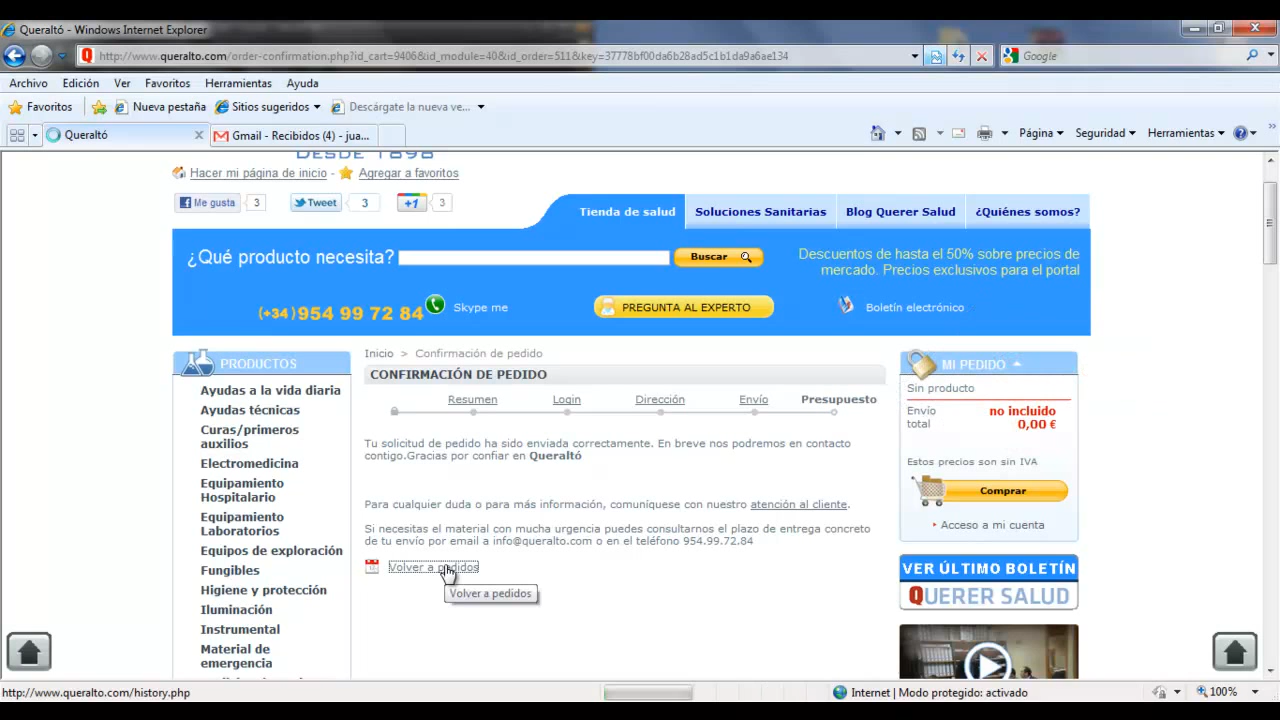 Queraltó - Windows Internet Explorer
http://www.queralto.com/order-confirmation.php?id_cart=9406&id_module=40&id_order=511&key=37778bf00da6b28ad5c1b1da9a6ae134
Google
Archivo Edición Ver Favoritos Herramientas Ayuda
Favoritos Nueva pestaña Sitios sugeridos Descárgate la nueva ve...
Queraltó Gmail - Recibidos (4) - jua... Página Seguridad Herramientas
DESDE 1898
Hacer mi página de inicio - Agregar a favoritos
Me gusta 3 Tweet 3 +1 3
Tienda de salud Soluciones Sanitarias Blog Querer Salud ¿Quiénes somos?
¿Qué producto necesita? Buscar
Descuentos de hasta el 50% sobre precios de
mercado. Precios exclusivos para el portal
(+34)954 99 72 84 Skype me PREGUNTA AL EXPERTO Boletín electrónico
PRODUCTOS
Ayudas a la vida diaria
Ayudas técnicas
Curas/primeros
auxilios
Electromedicina
Equipamiento
Hospitalario
Equipamiento
Laboratorios
Equipos de exploración
Fungibles
Higiene y protección
Iluminación
Instrumental
Material de
emergencia
Inicio > Confirmación de pedido
CONFIRMACIÓN DE PEDIDO
Resumen Login Dirección Envío Presupuesto
Tu solicitud de pedido ha sido enviada correctamente. En breve nos podremos en contacto
contigo.Gracias por confiar en Queraltó
Para cualquier duda o para más información, comuníquese con nuestro atención al cliente.
Si necesitas el material con mucha urgencia puedes consultarnos el plazo de entrega concreto
de tu envío por email a info@queralto.com o en el teléfono 954.99.72.84
Volver a pedidos
Volver a pedidos
MI PEDIDO
Sin producto
Envío no incluido
total 0,00 €
Estos precios son sin IVA
Comprar
Acceso a mi cuenta
VER ÚLTIMO BOLETÍN
QUERER SALUD
http://www.queralto.com/history.php Internet | Modo protegido: activado 100%